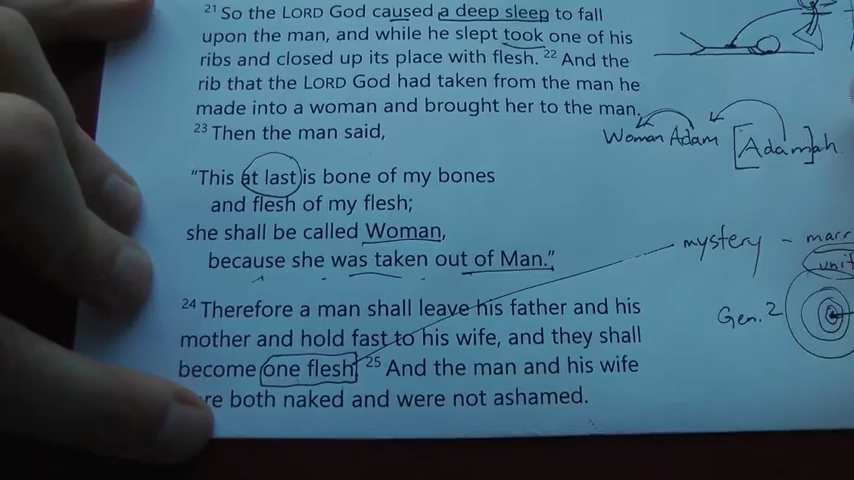 21 So the LORD God caused a deep sleep to fall
upon the man, and while he slept took one of his
ribs and closed up its place with flesh. 22 And the
rib that the LORD God had taken from the man he
made into a woman and brought her to the man.
23 Then the man said,
Woman Adam [Adam]ah
"This at last is bone of my bones
and flesh of my flesh;
she shall be called Woman,
because she was taken out of Man."
mystery - marr
unit
24 Therefore a man shall leave his father and his
mother and hold fast to his wife, and they shall
become one flesh. 25 And the man and his wife
re both naked and were not ashamed.
Gen. 2